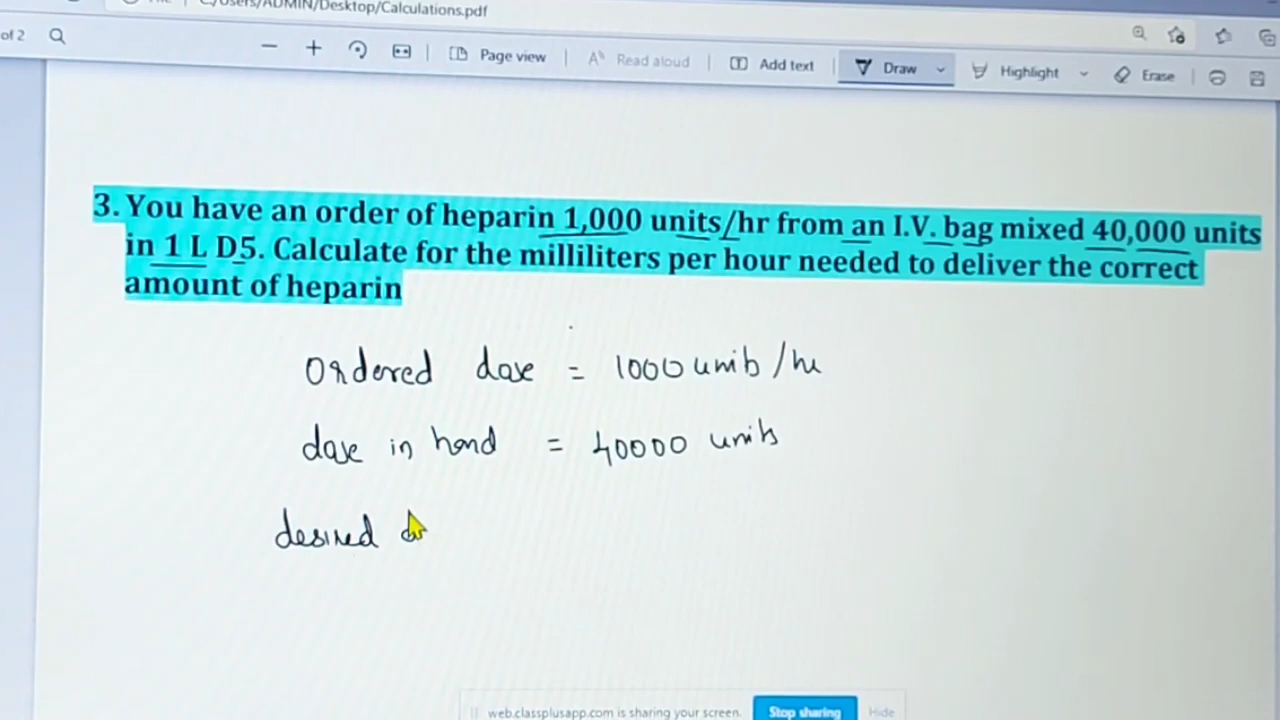 C:/Users/ADMIN/Desktop/Calculations.pdf
of 2
Page view
Read aloud
Add text
Draw
Highlight
Erase
3. You have an order of heparin 1,000 units/hr from an I.V. bag mixed 40,000 units
in 1 L D5. Calculate for the milliliters per hour needed to deliver the correct
amount of heparin
Ordered dose = 1000 units/hr
dose in hand = 40000 units
desired d
web.classplusapp.com is sharing your screen. Stop sharing Hide